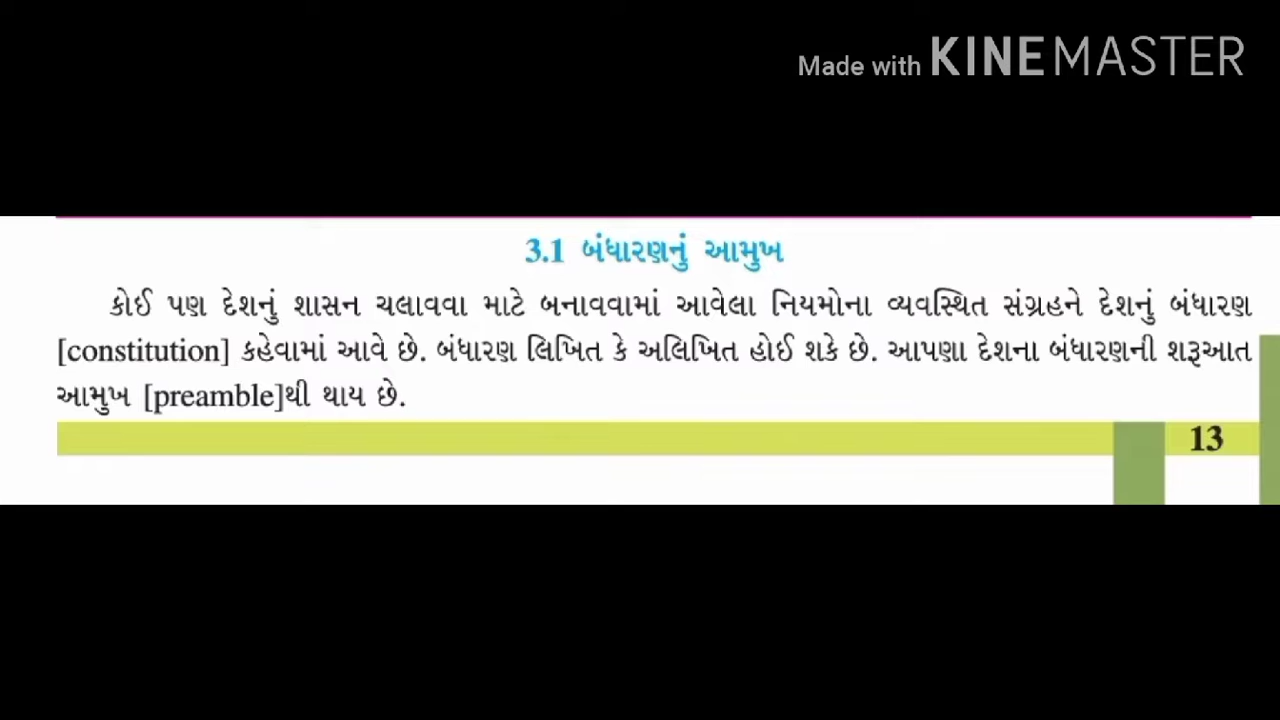 Made with KINEMASTER
3.1 બંધારણનું આમુખ
કોઈ પણ દેશનું શાસન ચલાવવા માટે બનાવવામાં આવેલા નિયમોના વ્યવસ્થિત સંગ્રહને દેશનું બંધારણ
[constitution] કહેવામાં આવે છે. બંધારણ લિખિત કે અલિખિત હોઈ શકે છે. આપણા દેશના બંધારણની શરૂઆત
આમુખ [preamble]થી થાય છે.
13